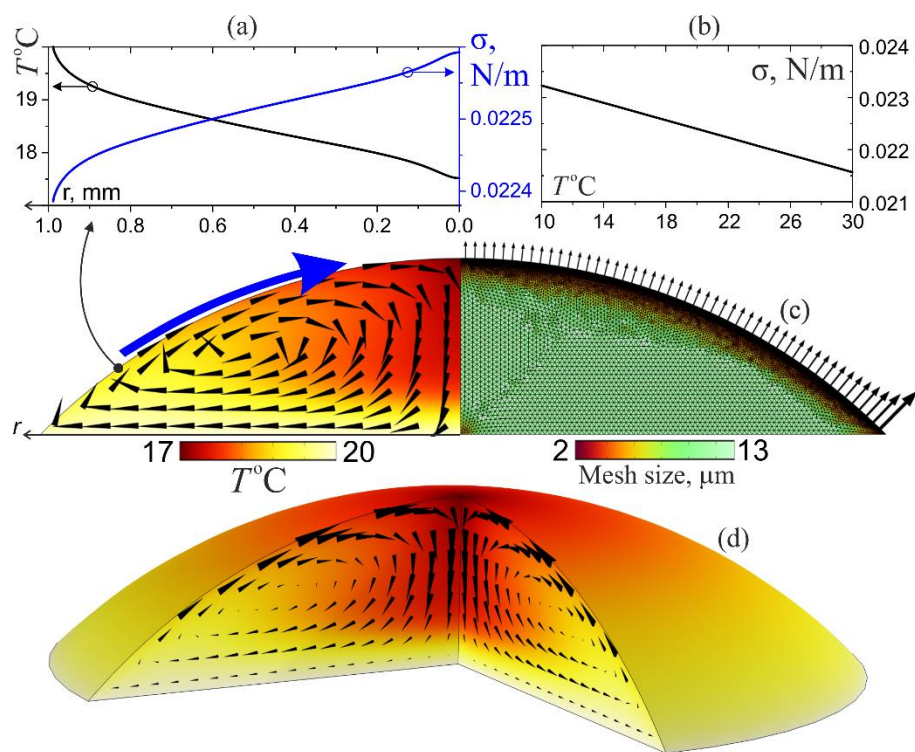 (a)
T°C
19
18
r, mm
1.0
0.8
0.6
0.4
0.2
0.0
σ,
N/m
0.0225
0.0224
(b)
σ, N/m
0.024
0.023
0.022
0.021
T°C
10
14
18
22
26
30
(c)
r
17
20
T°C
2
13
Mesh size, μm
(d)